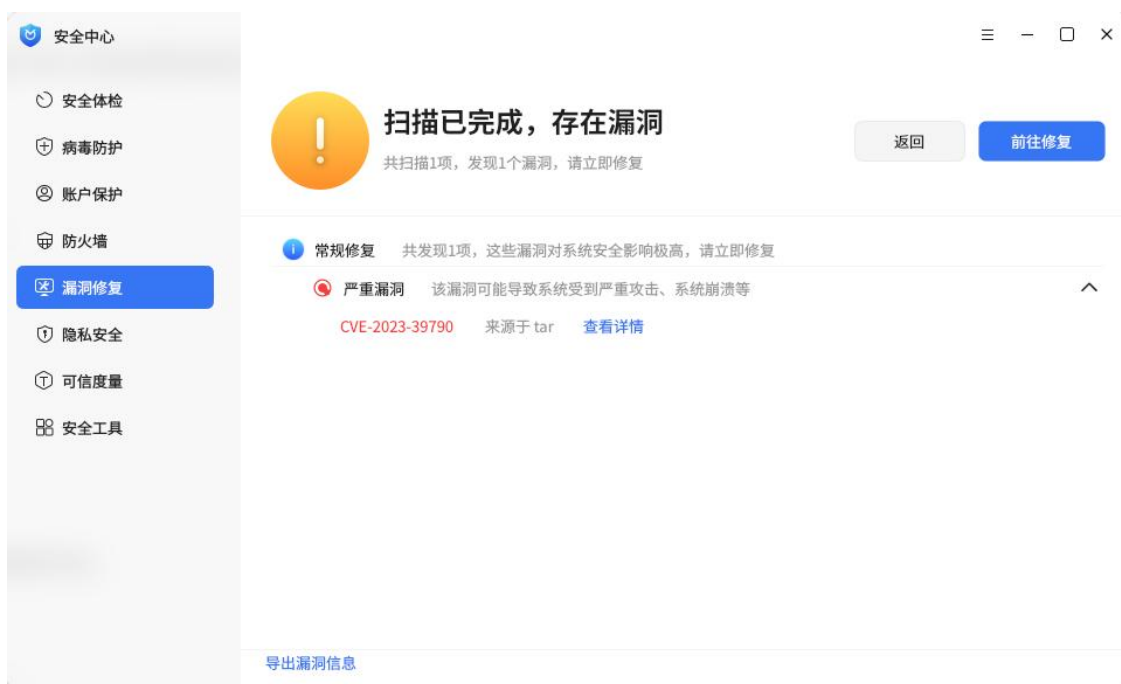 安全中心
安全体检
病毒防护
账户保护
防火墙
漏洞修复
隐私安全
可信度量
安全工具
扫描已完成，存在漏洞
共扫描1项，发现1个漏洞，请立即修复
返回
前往修复
常规修复 共发现1项，这些漏洞对系统安全影响极高，请立即修复
严重漏洞 该漏洞可能导致系统受到严重攻击、系统崩溃等
CVE-2023-39790 来源于 tar 查看详情
导出漏洞信息